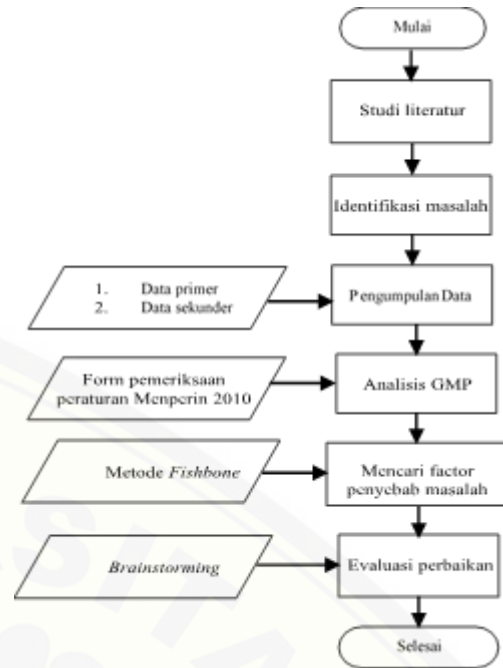 Mulai
Studi literatur
Identifikasi masalah
1. Data primer
2. Data sekunder
Pengumpulan Data
Form pemeriksaan
peraturan Menperin 2010
Analisis GMP
Metode Fishbone
Mencari factor
penyebab masalah
Brainstorming
Evaluasi perbaikan
Selesai